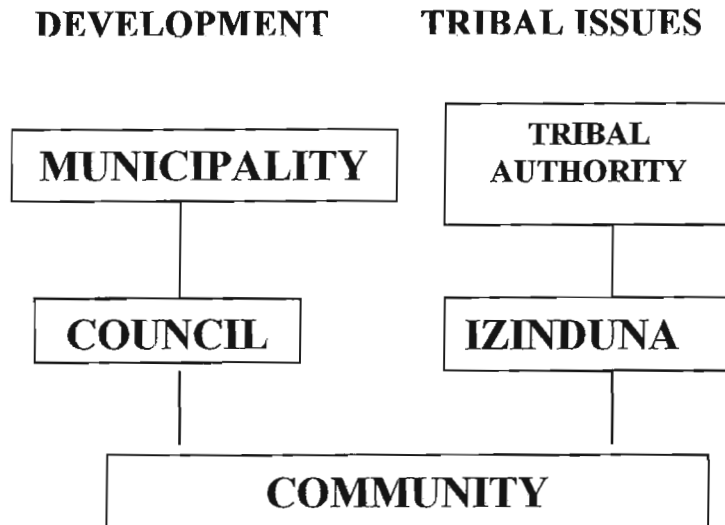 DEVELOPMENT TRIBAL ISSUES
MUNICIPALITY
TRIBAL
AUTHORITY
COUNCIL
IZINDUNA
COMMUNITY